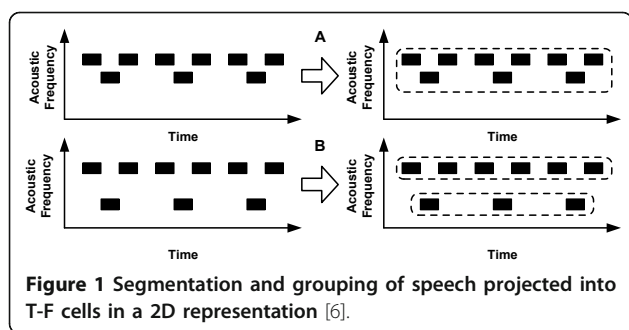 A
Acoustic
Frequency
Time
Acoustic
Frequency
Time
B
Acoustic
Frequency
Time
Acoustic
Frequency
Time
Figure 1 Segmentation and grouping of speech projected into
T-F cells in a 2D representation [6].